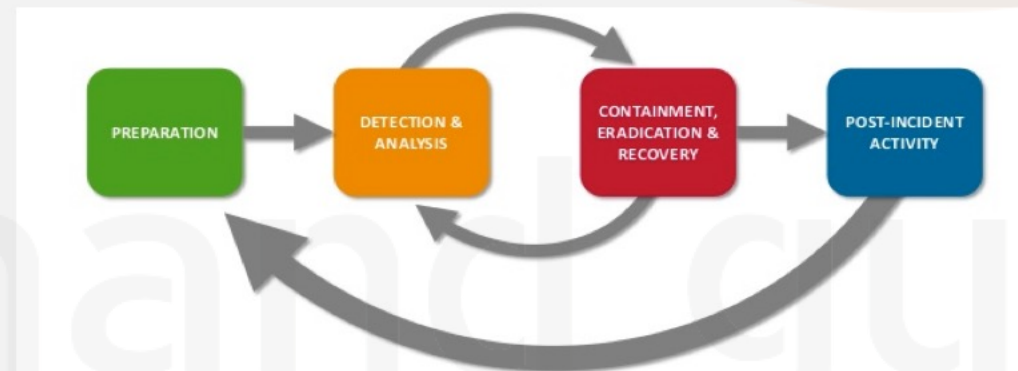 PREPARATION
DETECTION &
ANALYSIS
CONTAINMENT,
ERADICATION &
RECOVERY
POST-INCIDENT
ACTIVITY